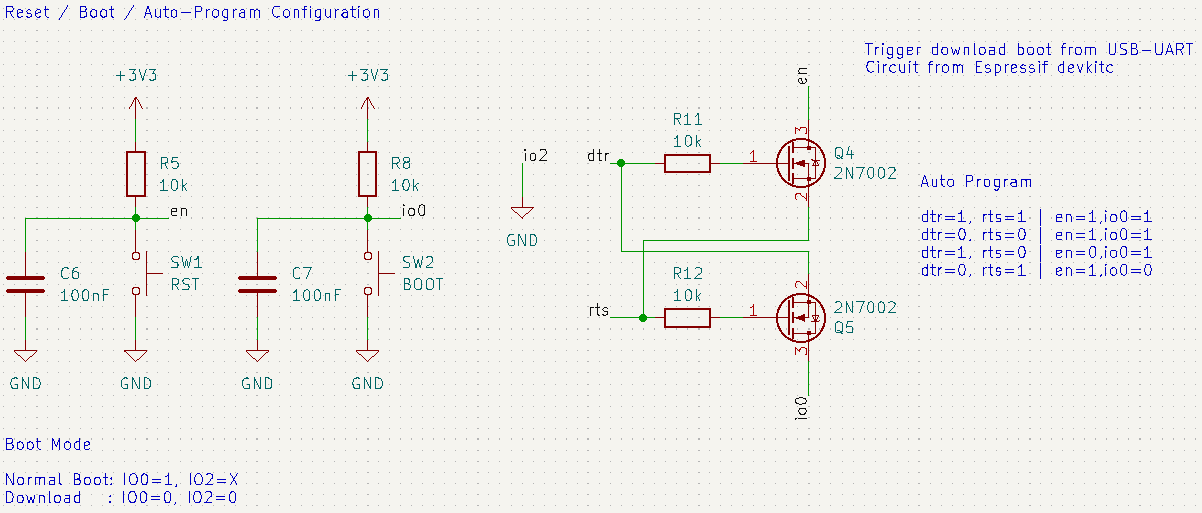 Reset / Boot / Auto-Program Configuration
Trigger download boot from USB-UART
Circuit from Espressif devkitc
+3V3
+3V3
en
R5
10k
R8
10k
en
io0
SW1
RST
SW2
BOOT
C6
100nF
C7
100nF
GND
GND
GND
GND
io2
GND
dtr
R11
10k
1
3
2
Q4
2N7002
rts
R12
10k
1
2
3
2N7002
Q5
io0
Auto Program
dtr=1, rts=1 | en=1,io0=1
dtr=0, rts=0 | en=1,io0=1
dtr=1, rts=0 | en=0,io0=1
dtr=0, rts=1 | en=1,io0=0
Boot Mode
Normal Boot: IO0=1, IO2=X
Download   : IO0=0, IO2=0